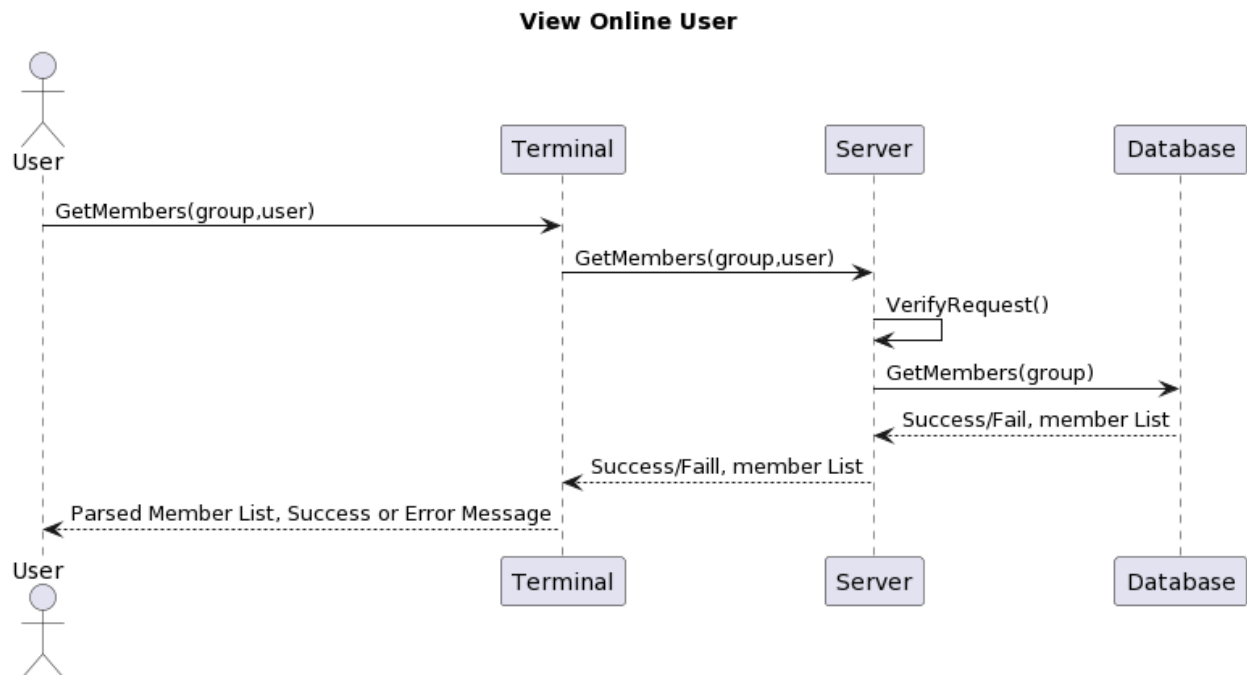 View Online User
User
Terminal
Server
Database
GetMembers(group,user)
GetMembers(group,user)
VerifyRequest()
GetMembers(group)
Success/Fail, member List
Success/Faill, member List
Parsed Member List, Success or Error Message
User
Terminal
Server
Database